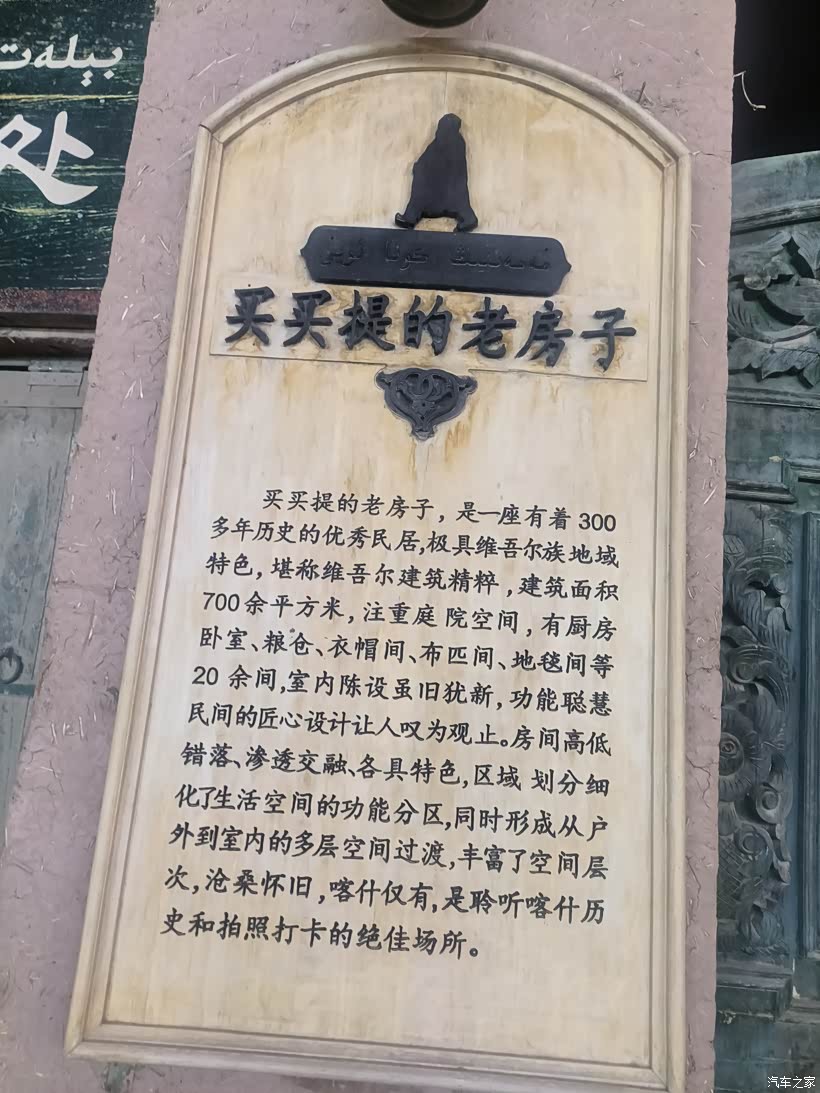 بيلەت
处
كونا ئۆيى
买买提的老房子
买买提的老房子，是一座有着 300
多年历史的优秀民居,极具维吾尔族地域
特色，堪称维吾尔建筑精粹，建筑面积
700余平方米，注重庭 院空间，有厨房
卧室、粮仓、衣帽间、布匹间、地毯间等
20 余间,室内陈设虽旧犹新，功能聪慧
民间的匠心设计让人叹为观止。房间高低
错落、渗透交融、各具特色,区域 划分细
化了生活空间的功能分区,同时形成从户
外到室内的多层空间过渡,丰富了空间层
次，沧桑怀旧，喀什仅有,是聆听喀什历
史和拍照打卡的绝佳场所。
汽车之家